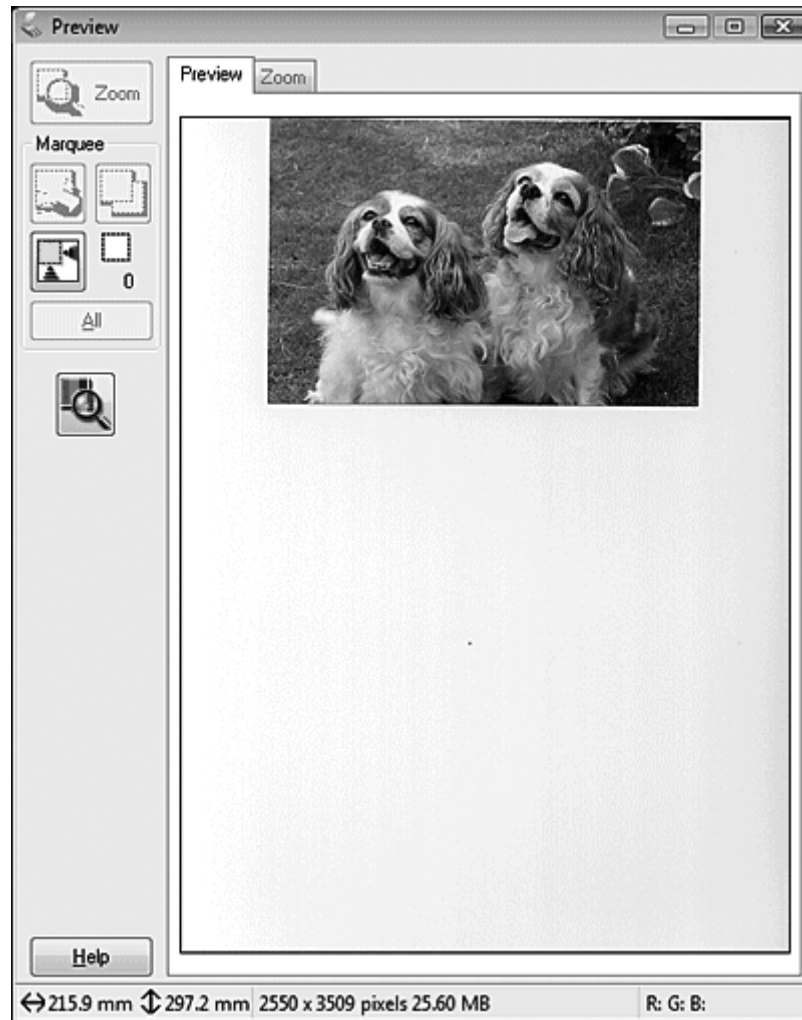 Preview
Zoom
Marquee
0
All
Help
Preview
Zoom
215.9 mm 297.2 mm 2550 x 3509 pixels 25.60 MB R: G: B: